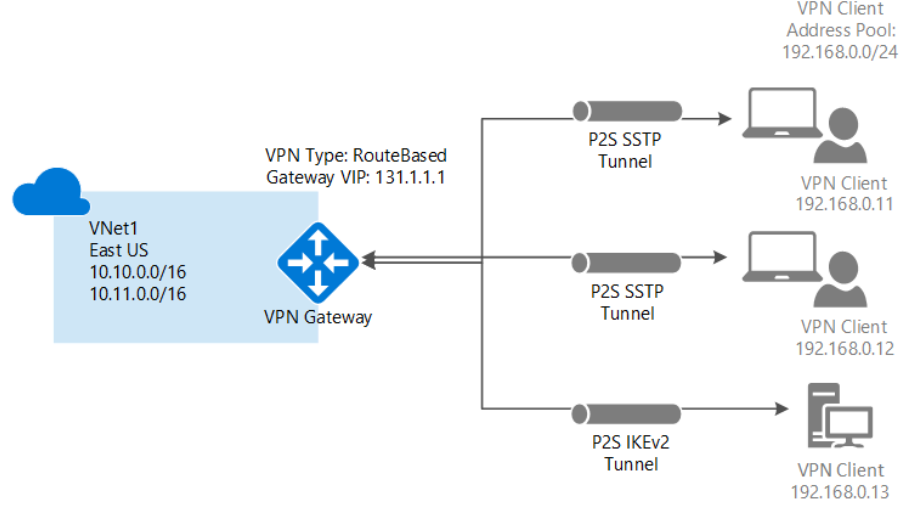 VPN Client
Address Pool:
192.168.0.0/24
P2S SSTP
Tunnel
VPN Type: RouteBased
Gateway VIP: 131.1.1.1
VPN Client
192.168.0.11
VNet1
East US
10.10.0.0/16
10.11.0.0/16
VPN Gateway
P2S SSTP
Tunnel
VPN Client
192.168.0.12
P2S IKEv2
Tunnel
VPN Client
192.168.0.13